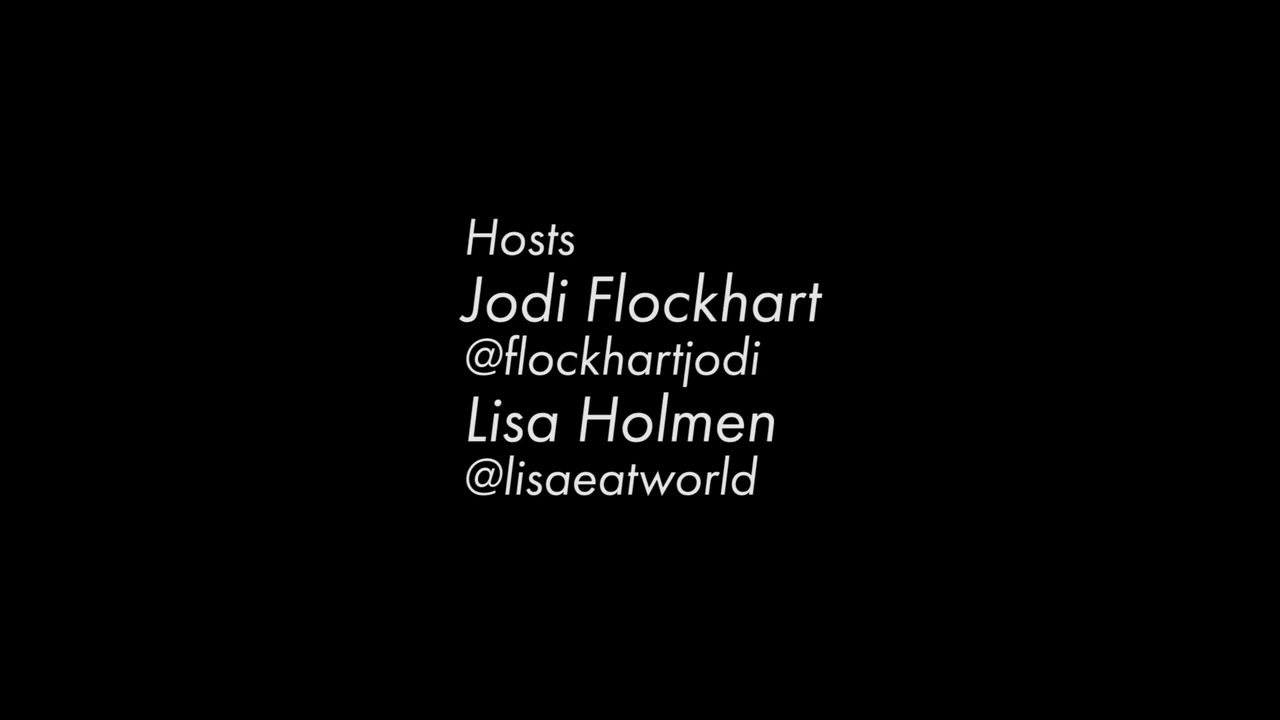 Hosts
Jodi Flockhart
@flockhartjodi
Lisa Holmen
@lisaeatworld